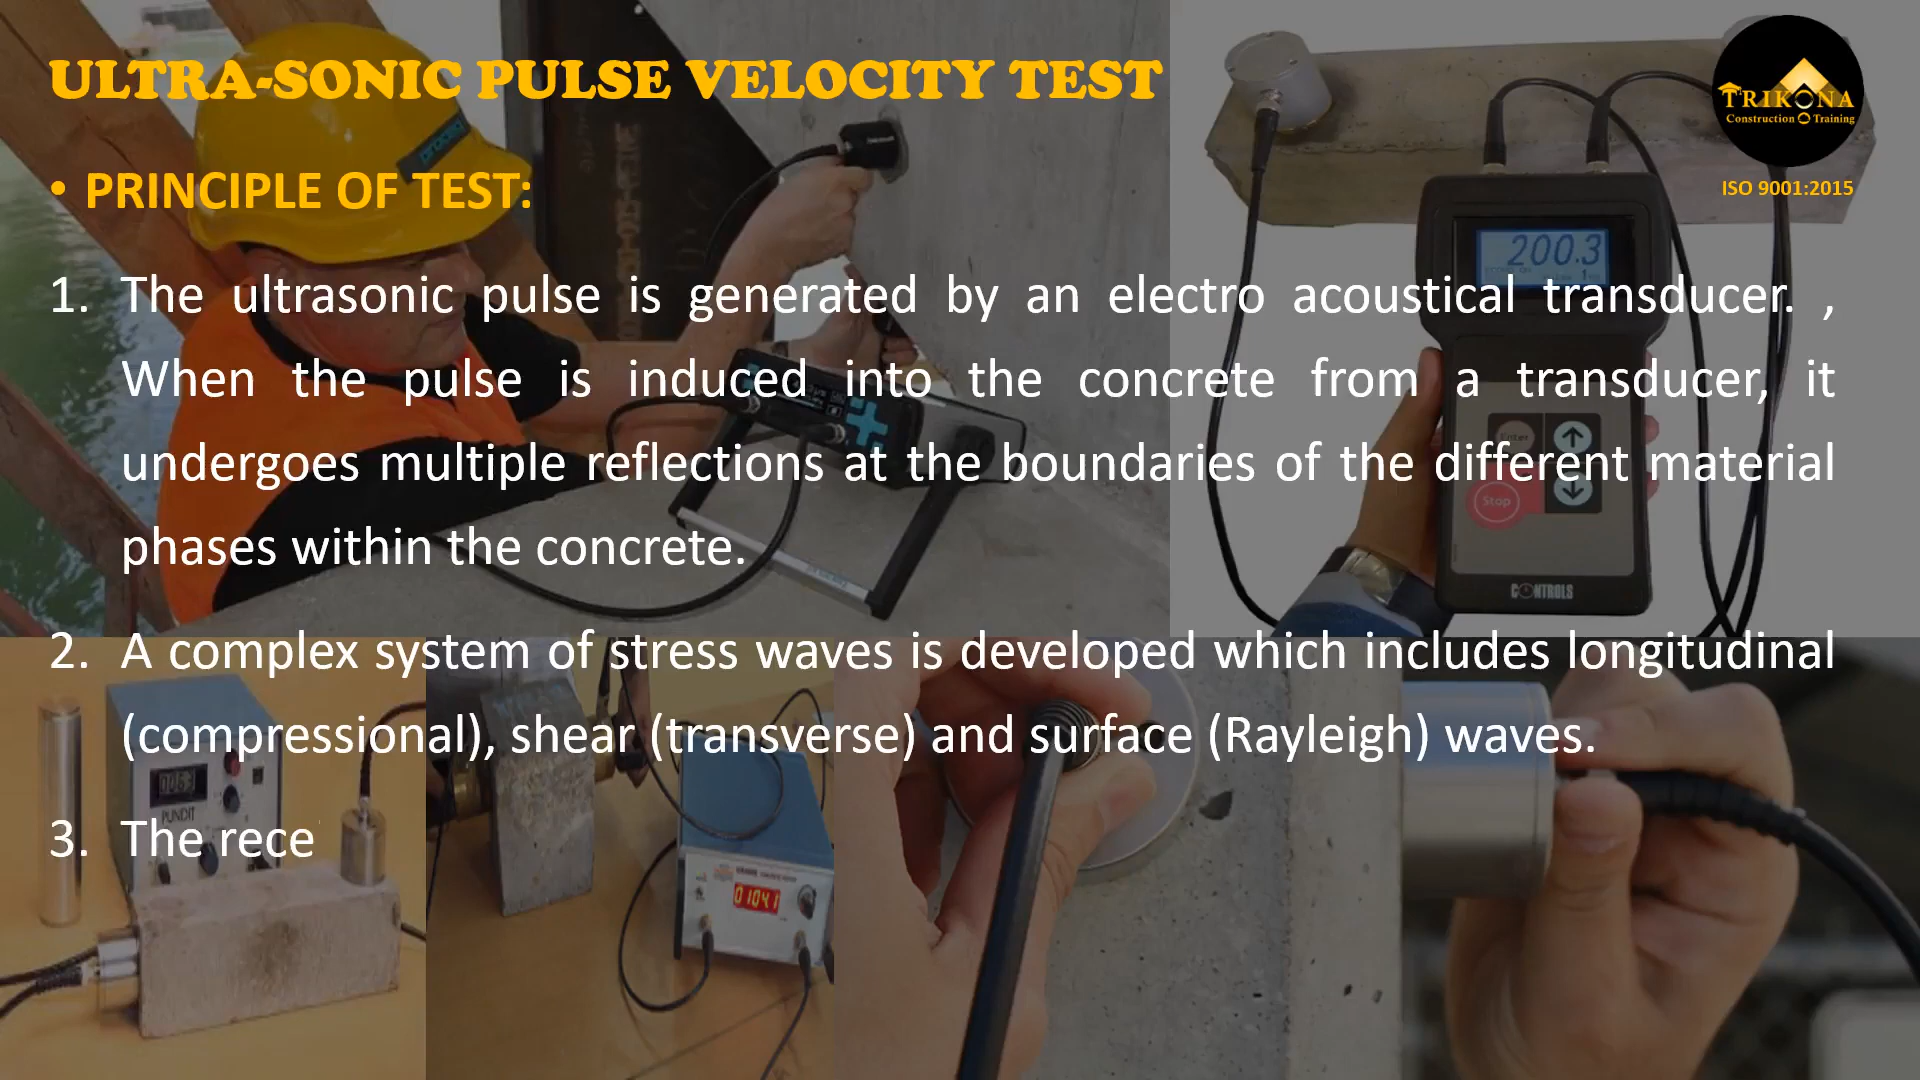 ULTRA-SONIC PULSE VELOCITY TEST
TRIKONA
Construction Training
ISO 9001:2015
• PRINCIPLE OF TEST:
200.3
1. The ultrasonic pulse is generated by an electro acoustical transducer. ,
When the pulse is induced into the concrete from a transducer, it
undergoes multiple reflections at the boundaries of the different material
phases within the concrete.
Enter
Stop
CONTROLS
2. A complex system of stress waves is developed which includes longitudinal
(compressional), shear (transverse) and surface (Rayleigh) waves.
PUNDIT
3. The rece